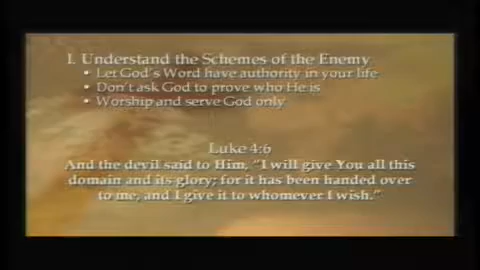 I. Understand the Schemes of the Enemy
• Let God's Word have authority in your life
• Don't ask God to prove who He is
• Worship and serve God only
Luke 4:6
And the devil said to Him, "I will give You all this
domain and its glory; for it has been handed over
to me, and I give it to whomever I wish."